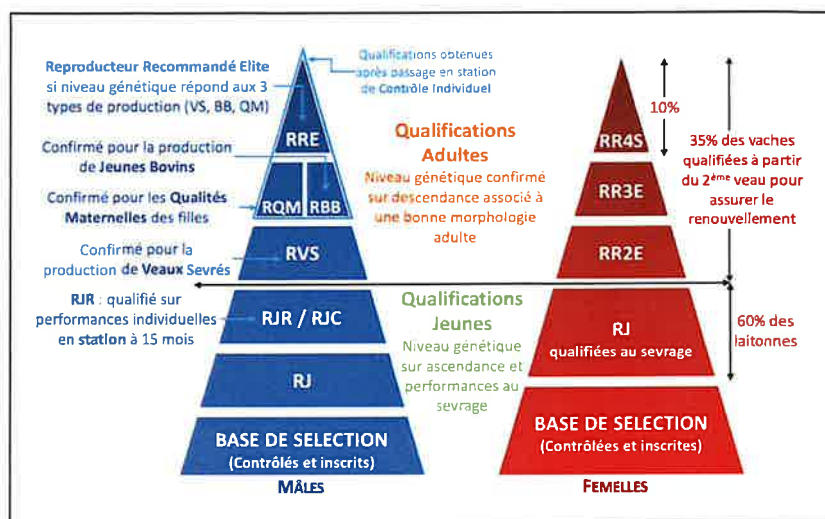 Reproducteur Recommandé Elite
si niveau génétique répond aux 3
types de production (VS, BB, QM)
Qualifications obtenues
après passage en station
de Contrôle Individuel
RRE
Confirmé pour la production
de Jeunes Bovins
Confirmé pour les Qualités
Maternelles des filles
RQM
RBB
Confirmé pour la
production de Veaux Sevrés
RVS
RJR : qualifié sur
performances individuelles
en station à 15 mois
RJR / RJC
RJ
BASE DE SELECTION
(Contrôlés et inscrits)
MÂLES
Qualifications
Adultes
Niveau génétique confirmé
sur descendance associé à
une bonne morphologie
adulte
Qualifications
Jeunes
Niveau génétique
sur ascendance et
performances au
sevrage
RR4S
RR3E
RR2E
RJ
qualifiées au sevrage
BASE DE SELECTION
(Contrôlées et inscrites)
FEMELLES
10%
35% des vaches
qualifiées à partir
du 2ème veau pour
assurer le
renouvellement
60% des
laitonnes